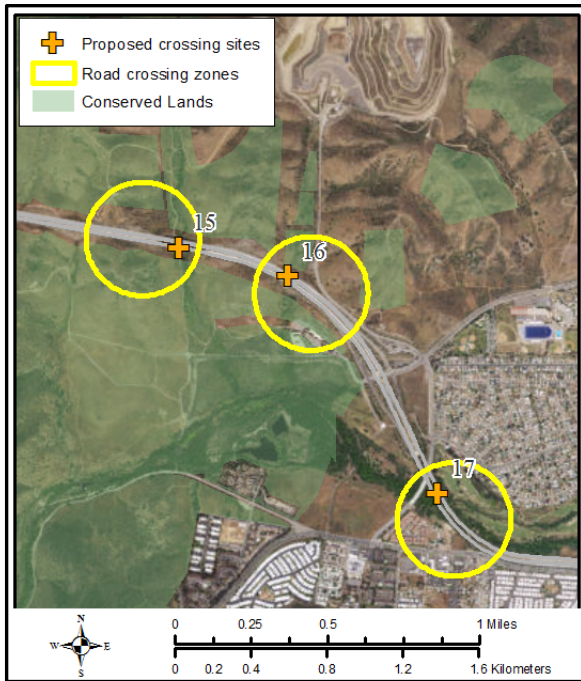 Proposed crossing sites
Road crossing zones
Conserved Lands
15
16
17
N
W E
S
0 0.25 0.5 1 Miles
0 0.2 0.4 0.8 1.2 1.6 Kilometers